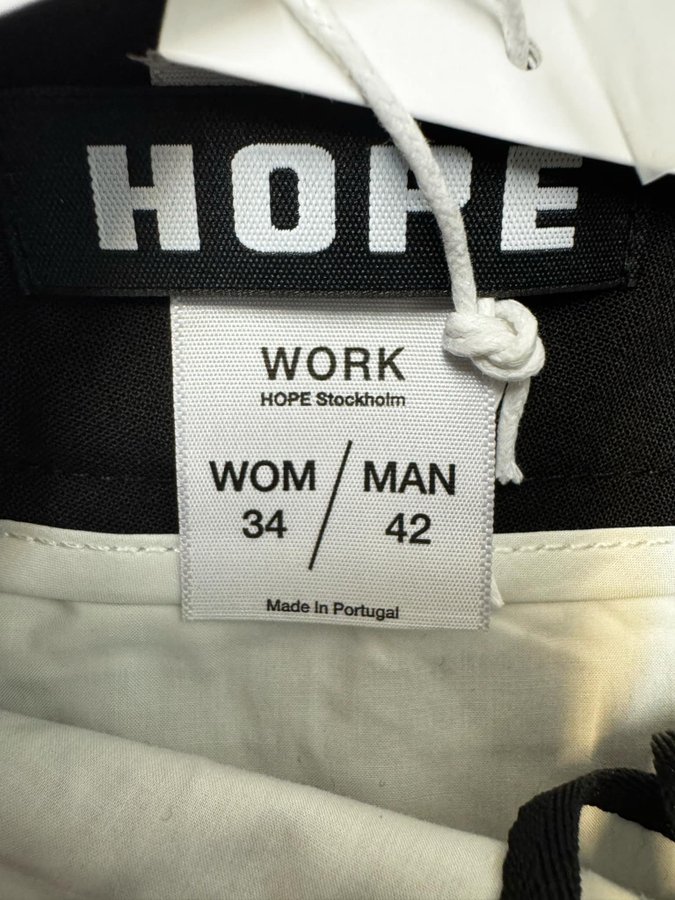 HOPE
WORK
HOPE Stockholm
WOM / MAN
34 / 42
Made in Portugal